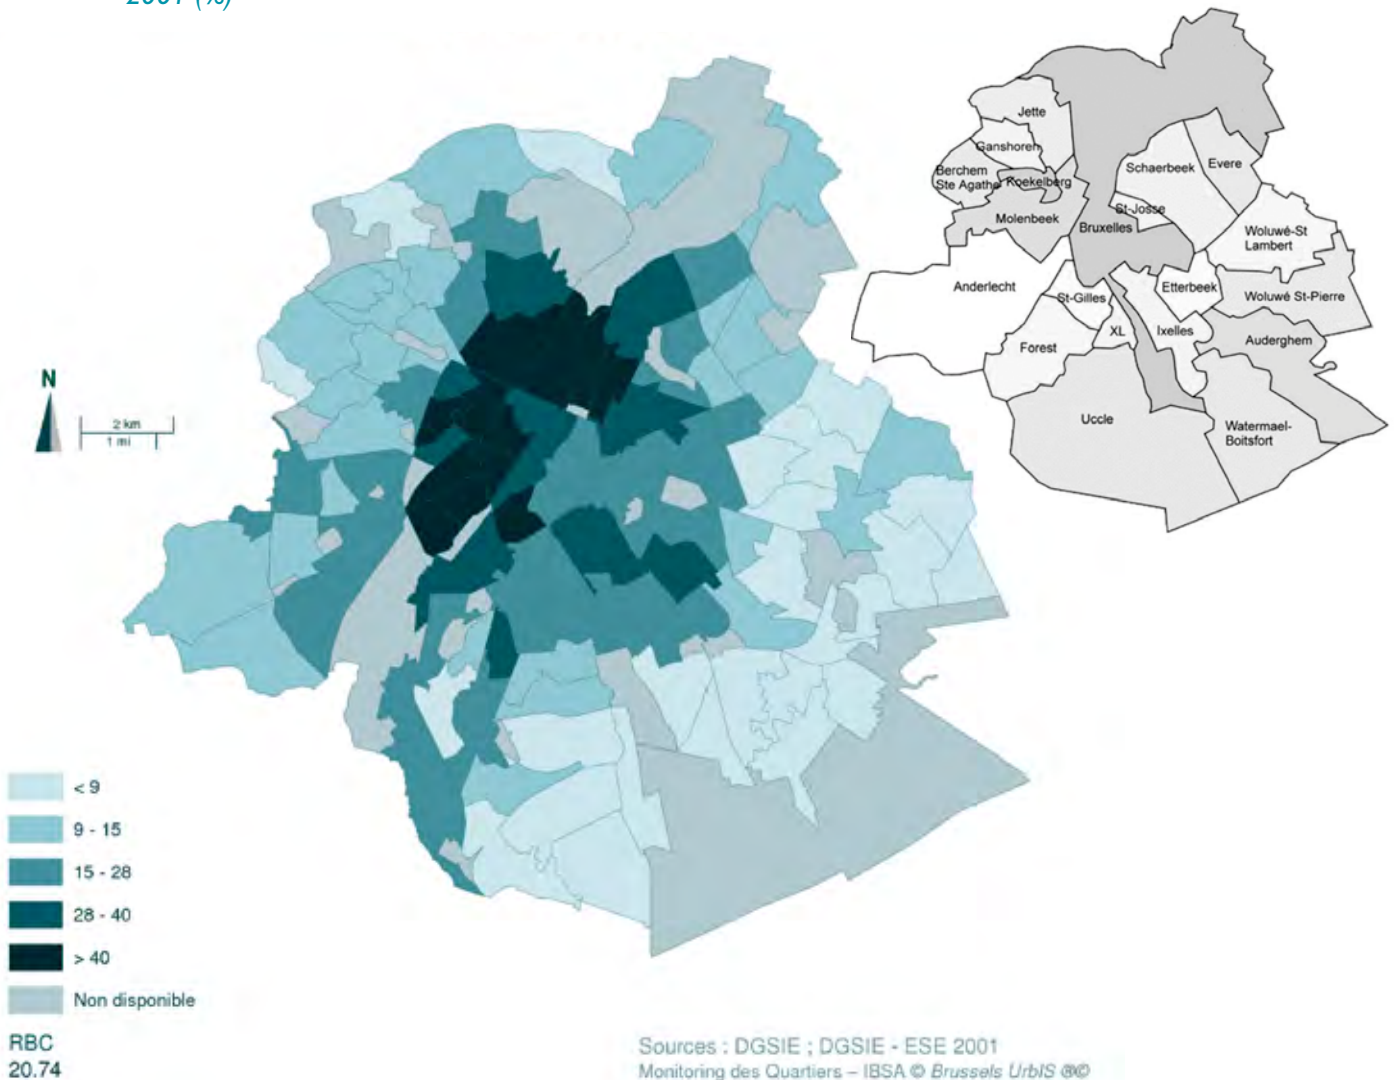 2001 (%)
Jette
Ganshoren
Berchem
Ste Agathe
Koekelberg
Schaerbeek
Evere
Molenbeek
St-Josse
Bruxelles
Woluwé-St
Lambert
Anderlecht
St-Gilles
Etterbeek
Woluwé St-Pierre
Forest
XL
Ixelles
Auderghem
Uccle
Watermael-
Boitsfort
N
2 km
1 mi
< 9
9 - 15
15 - 28
28 - 40
> 40
Non disponible
RBC
20.74
Sources : DGSIE ; DGSIE - ESE 2001
Monitoring des Quartiers – IBSA © Brussels UrbIS ®©